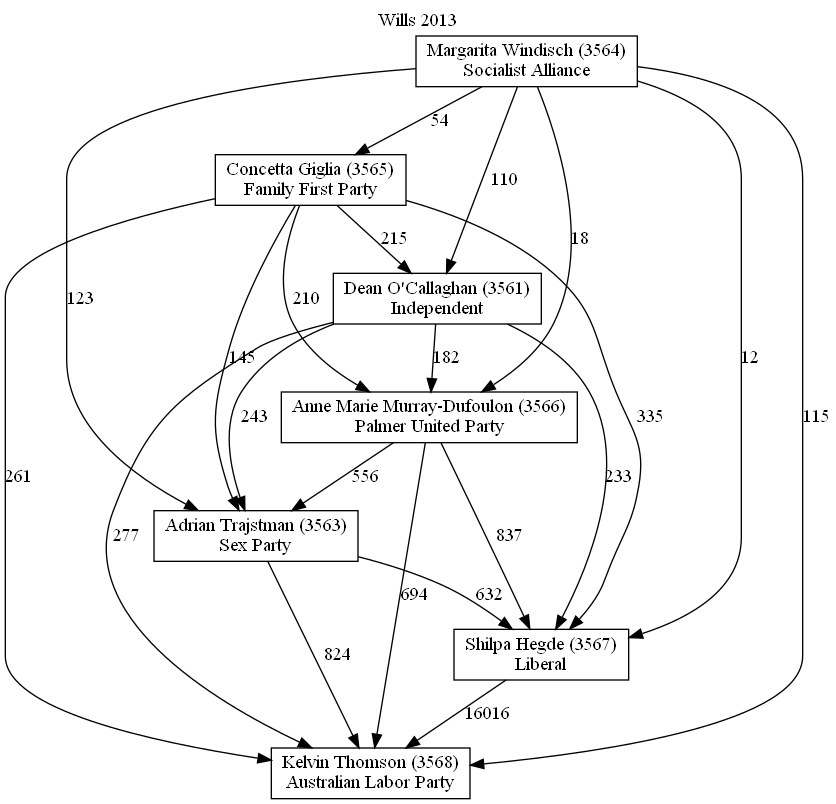 Wills 2013
Margarita Windisch (3564)
Socialist Alliance
54
Concetta Giglia (3565)
Family First Party
110
215
18
Dean O'Callaghan (3561)
Independent
123
210
145
182
12
Anne Marie Murray-Dufoulon (3566)
Palmer United Party
243
335
115
261
556
233
Adrian Trajstman (3563)
Sex Party
277
837
694
632
Shilpa Hegde (3567)
Liberal
824
16016
Kelvin Thomson (3568)
Australian Labor Party